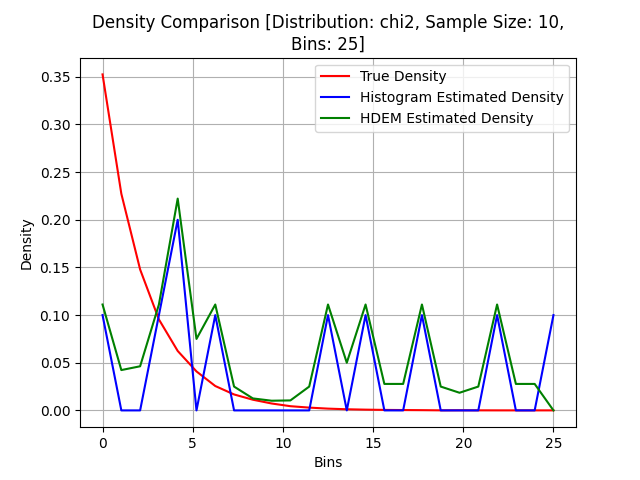 Density Comparison [Distribution: chi2, Sample Size: 10,
Bins: 25]
True Density
Histogram Estimated Density
HDEM Estimated Density
Density
0.35
0.30
0.25
0.20
0.15
0.10
0.05
0.00
0 5 10 15 20 25
Bins